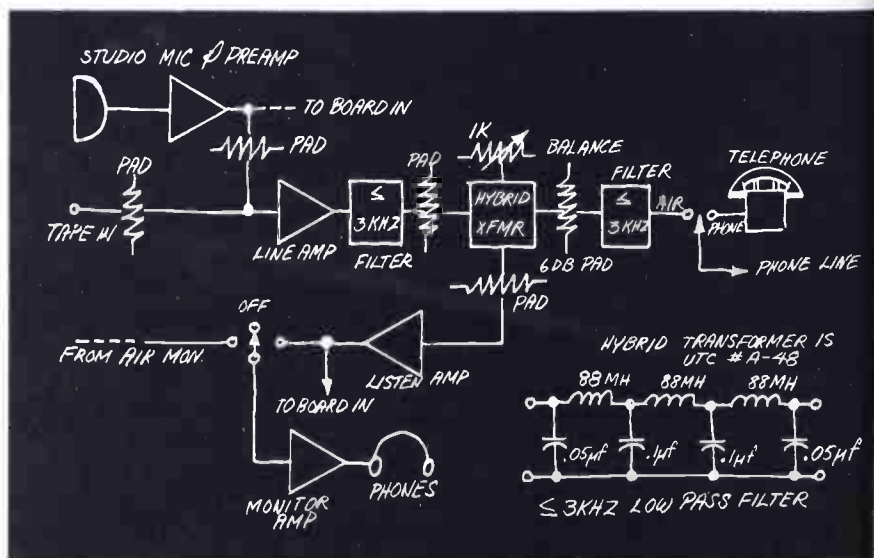 STUDIO MIC & PREAMP
TO BOARD IN
PAD
PAD
TAPE IN
LINE AMP
≤
3KHZ
FILTER
PAD
1K
BALANCE
HYBRID
XFMR
6DB PAD
FILTER
≤
3KHZ
AIR
PHONE
TELEPHONE
PHONE LINE
PAD
OFF
FROM AIR MON.
LISTEN AMP
TO BOARD IN
MONITOR
AMP
PHONES
HYBRID TRANSFORMER IS
UTC #A-48
88MH 88MH 88MH
.05µf .1µf .1µf .05µf
≤ 3KHZ LOW PASS FILTER